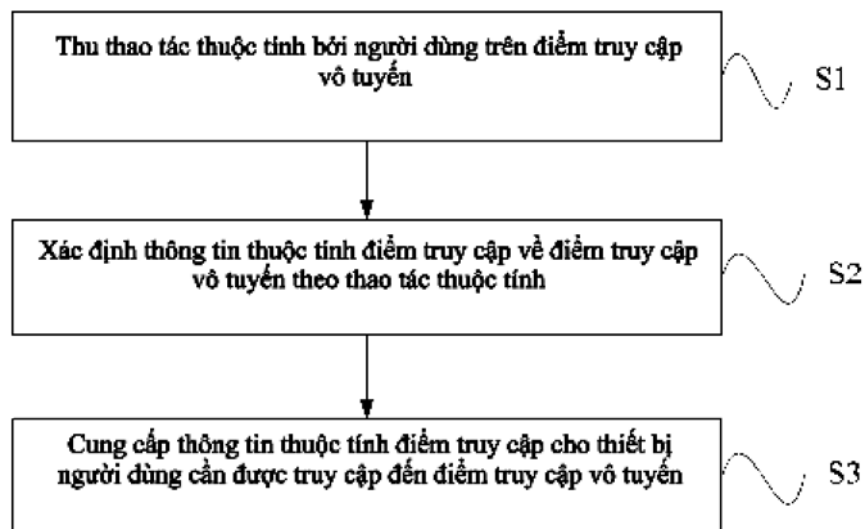 Thu thao tác thuộc tính bởi người dùng trên điểm truy cập
vô tuyến
S1
Xác định thông tin thuộc tính điểm truy cập về điểm truy cập
vô tuyến theo thao tác thuộc tính
S2
Cung cấp thông tin thuộc tính điểm truy cập cho thiết bị
người dùng cần được truy cập đến điểm truy cập vô tuyến
S3